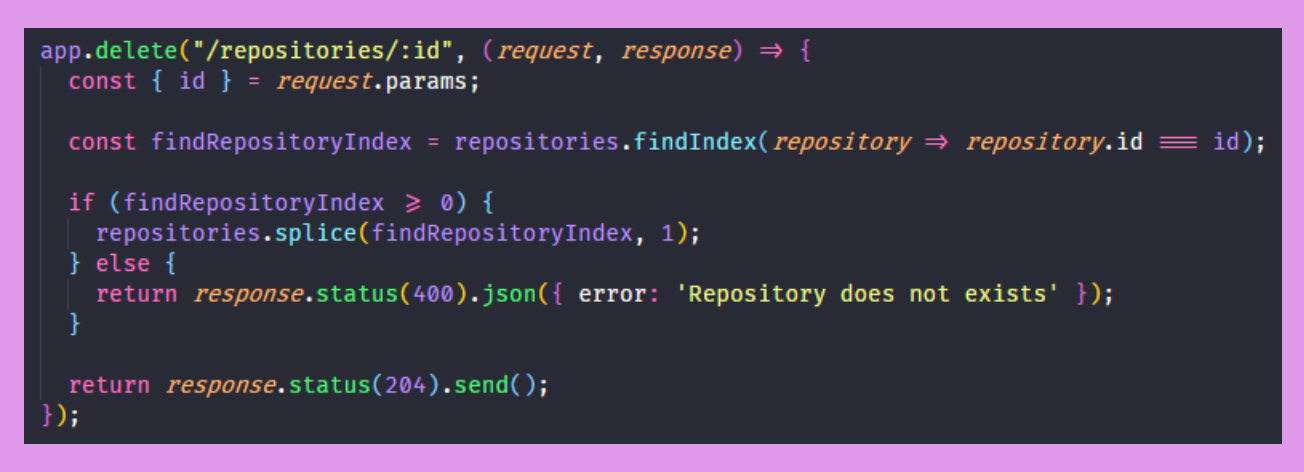 app.delete("/repositories/:id", (request, response) => {
  const { id } = request.params;

  const findRepositoryIndex = repositories.findIndex(repository => repository.id === id);

  if (findRepositoryIndex >= 0) {
    repositories.splice(findRepositoryIndex, 1);
  } else {
    return response.status(400).json({ error: 'Repository does not exists' });
  }

  return response.status(204).send();
});